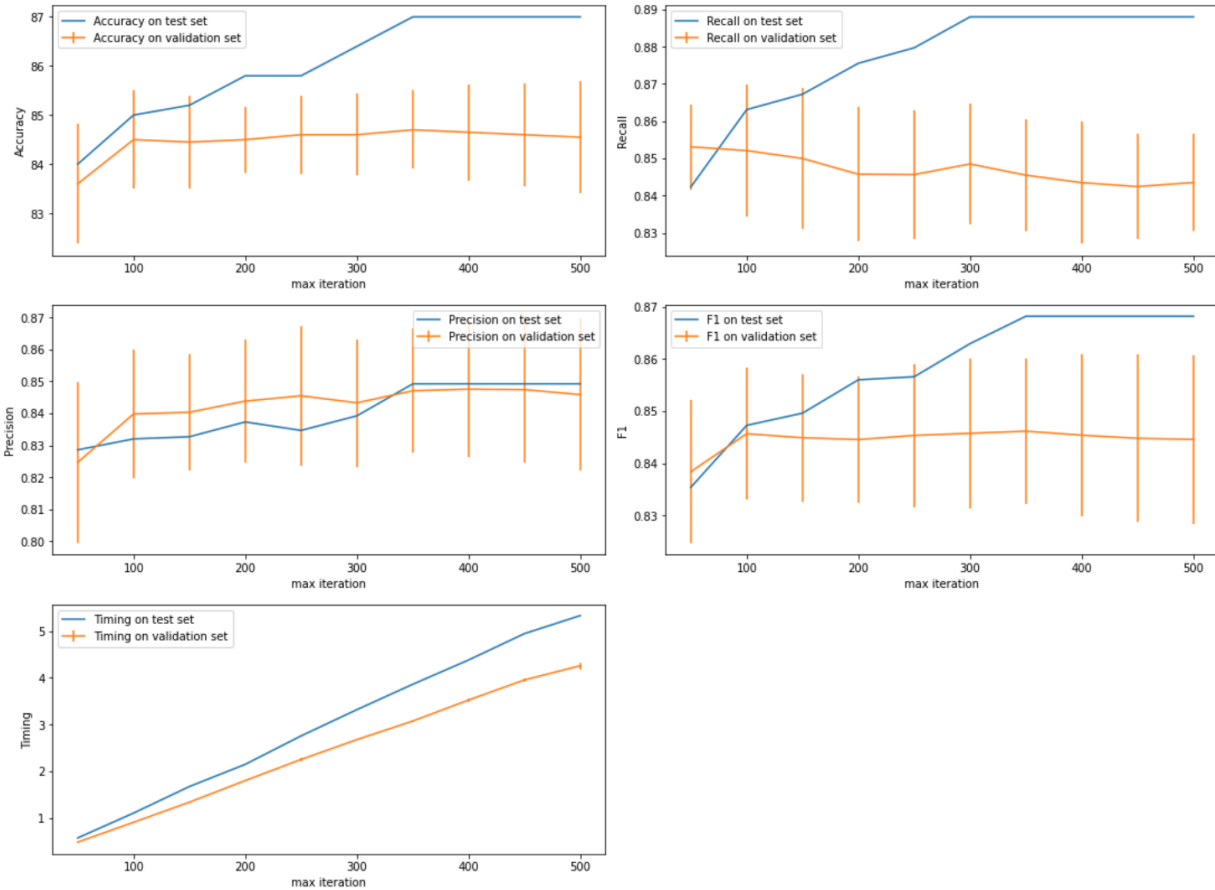 Accuracy on test set
Accuracy on validation set
Accuracy
87
86
85
84
83
100 200 300 400 500
max iteration
Recall on test set
Recall on validation set
Recall
0.89
0.88
0.87
0.86
0.85
0.84
0.83
100 200 300 400 500
max iteration
Precision on test set
Precision on validation set
Precision
0.87
0.86
0.85
0.84
0.83
0.82
0.81
0.80
100 200 300 400 500
max iteration
F1 on test set
F1 on validation set
F1
0.87
0.86
0.85
0.84
0.83
100 200 300 400 500
max iteration
Timing on test set
Timing on validation set
Timing
5
4
3
2
1
100 200 300 400 500
max iteration